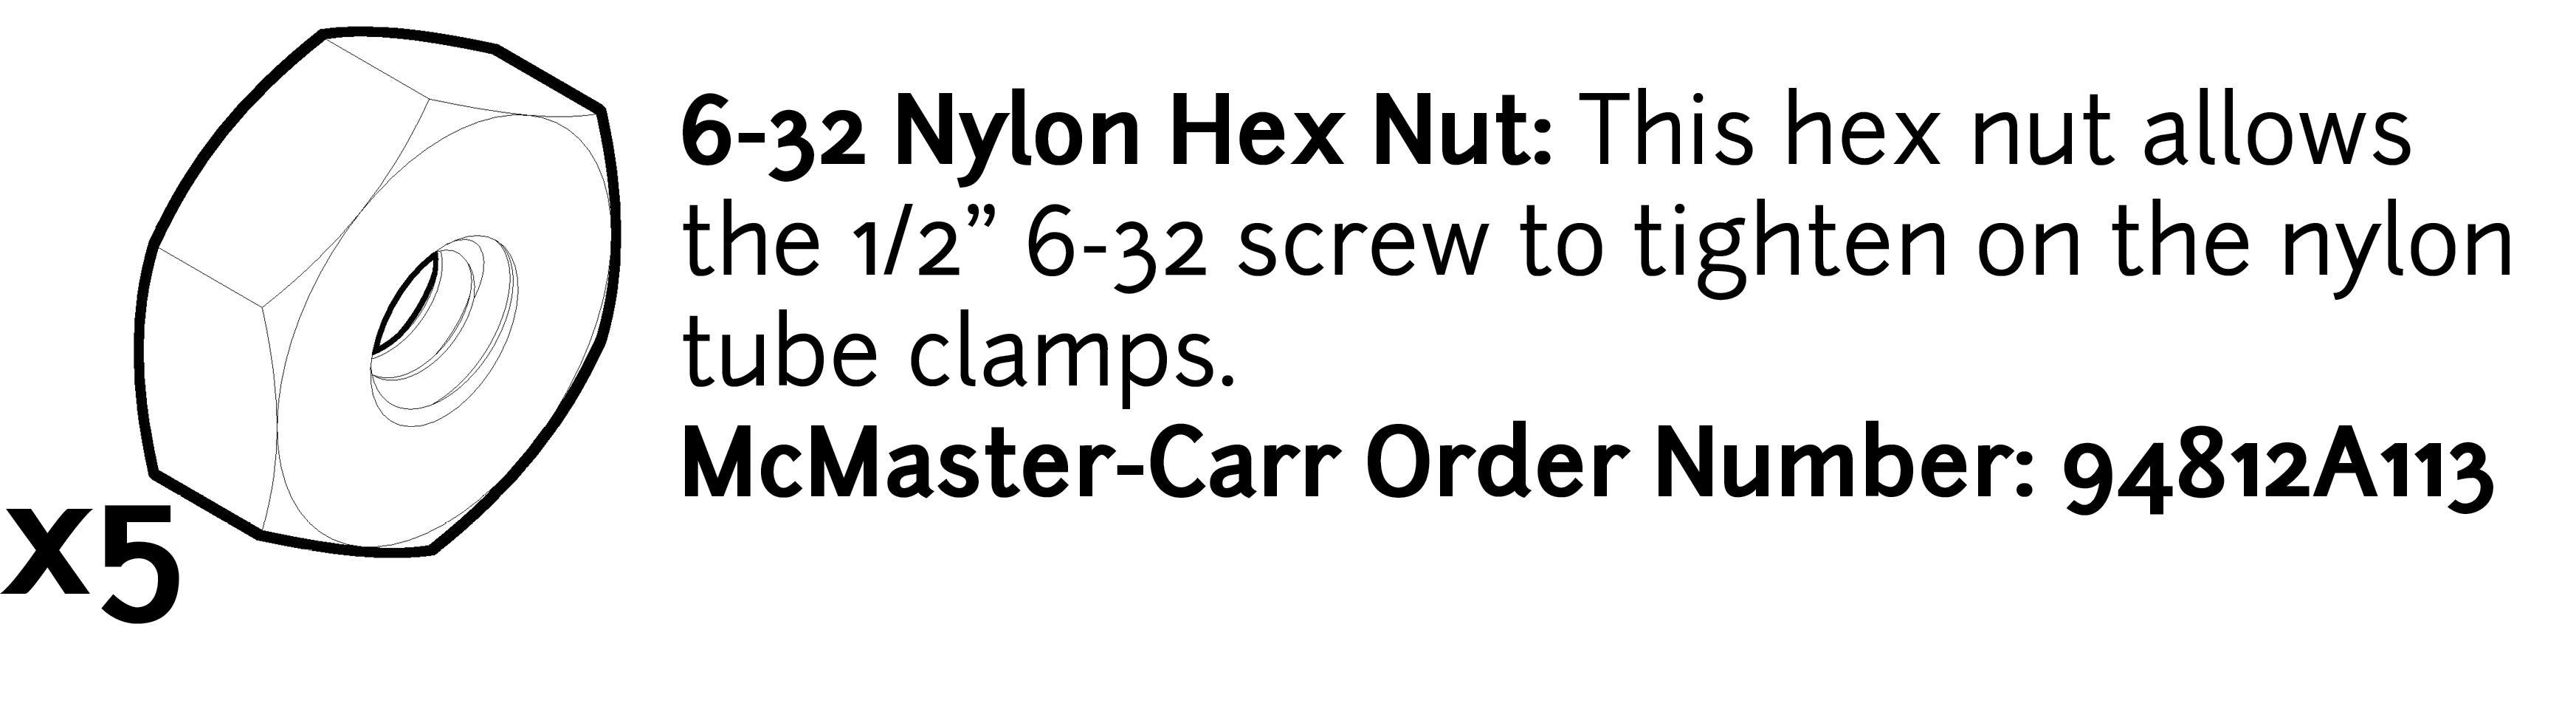 6-32 Nylon Hex Nut: This hex nut allows
the 1/2” 6-32 screw to tighten on the nylon
tube clamps.
McMaster-Carr Order Number: 94812A113
x5